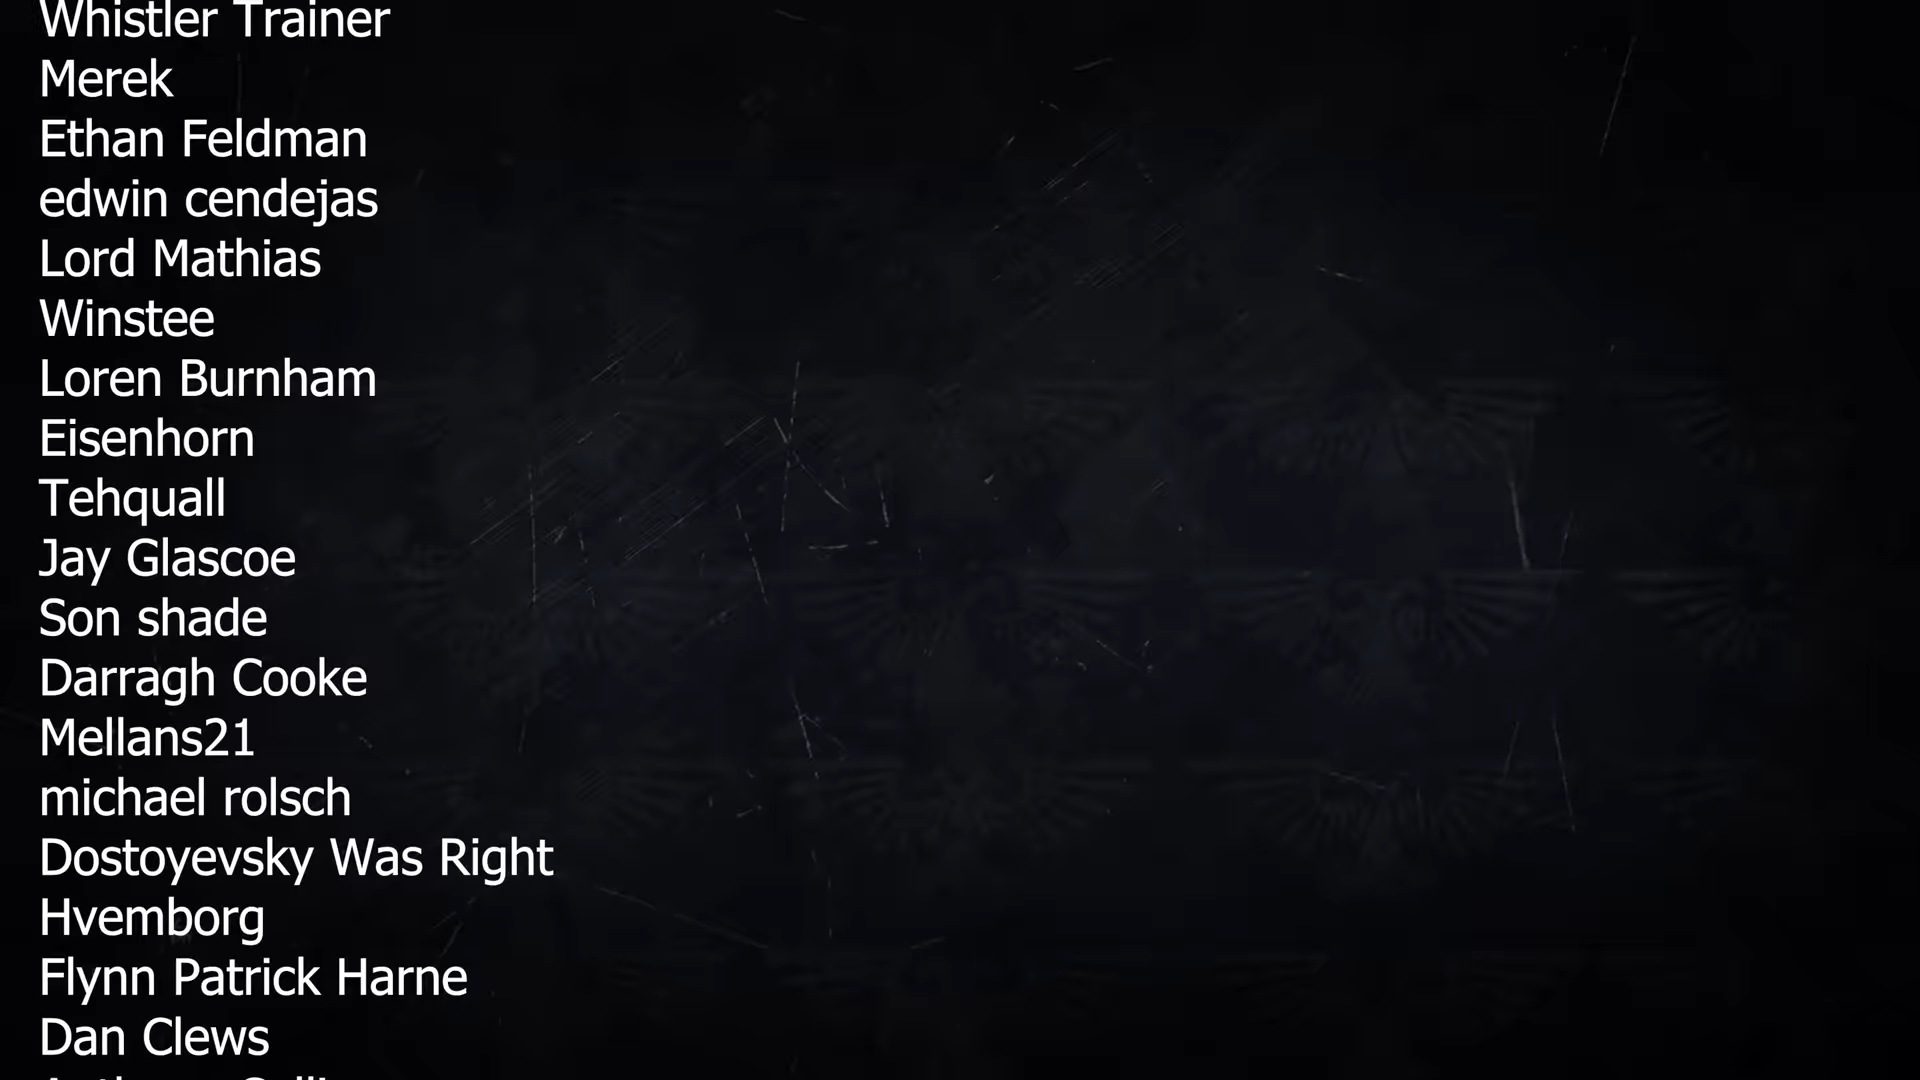 Whistler Trainer
Merek
Ethan Feldman
edwin cendejas
Lord Mathias
Winstee
Loren Burnham
Eisenhorn
Tehquall
Jay Glascoe
Son shade
Darragh Cooke
Mellans21
michael rolsch
Dostoyevsky Was Right
Hvemborg
Flynn Patrick Harne
Dan Clews